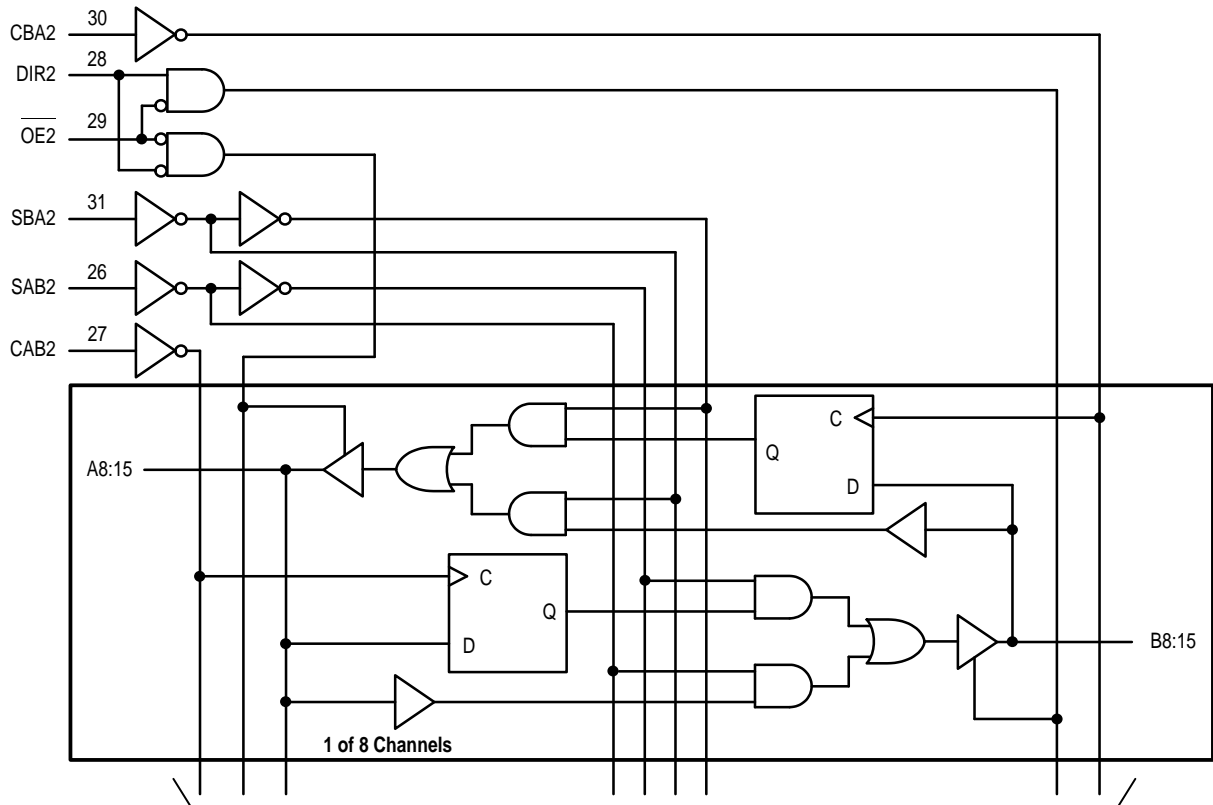 CBA2 30
DIR2 28
OE2 29
SBA2 31
SAB2 26
CAB2 27
C
Q
A8:15
D
C
Q
D
B8:15
1 of 8 Channels